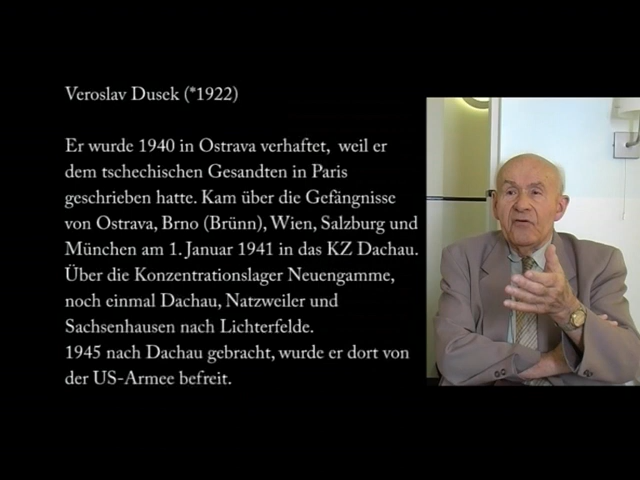 Veroslav Dusek (*1922)
Er wurde 1940 in Ostrava verhaftet, weil er
dem tschechischen Gesandten in Paris
geschrieben hatte. Kam über die Gefängnisse
von Ostrava, Brno (Brünn), Wien, Salzburg und
München am 1. Januar 1941 in das KZ Dachau.
Über die Konzentrationslager Neuengamme,
noch einmal Dachau, Natzweiler und
Sachsenhausen nach Lichterfelde.
1945 nach Dachau gebracht, wurde er dort von
der US-Armee befreit.